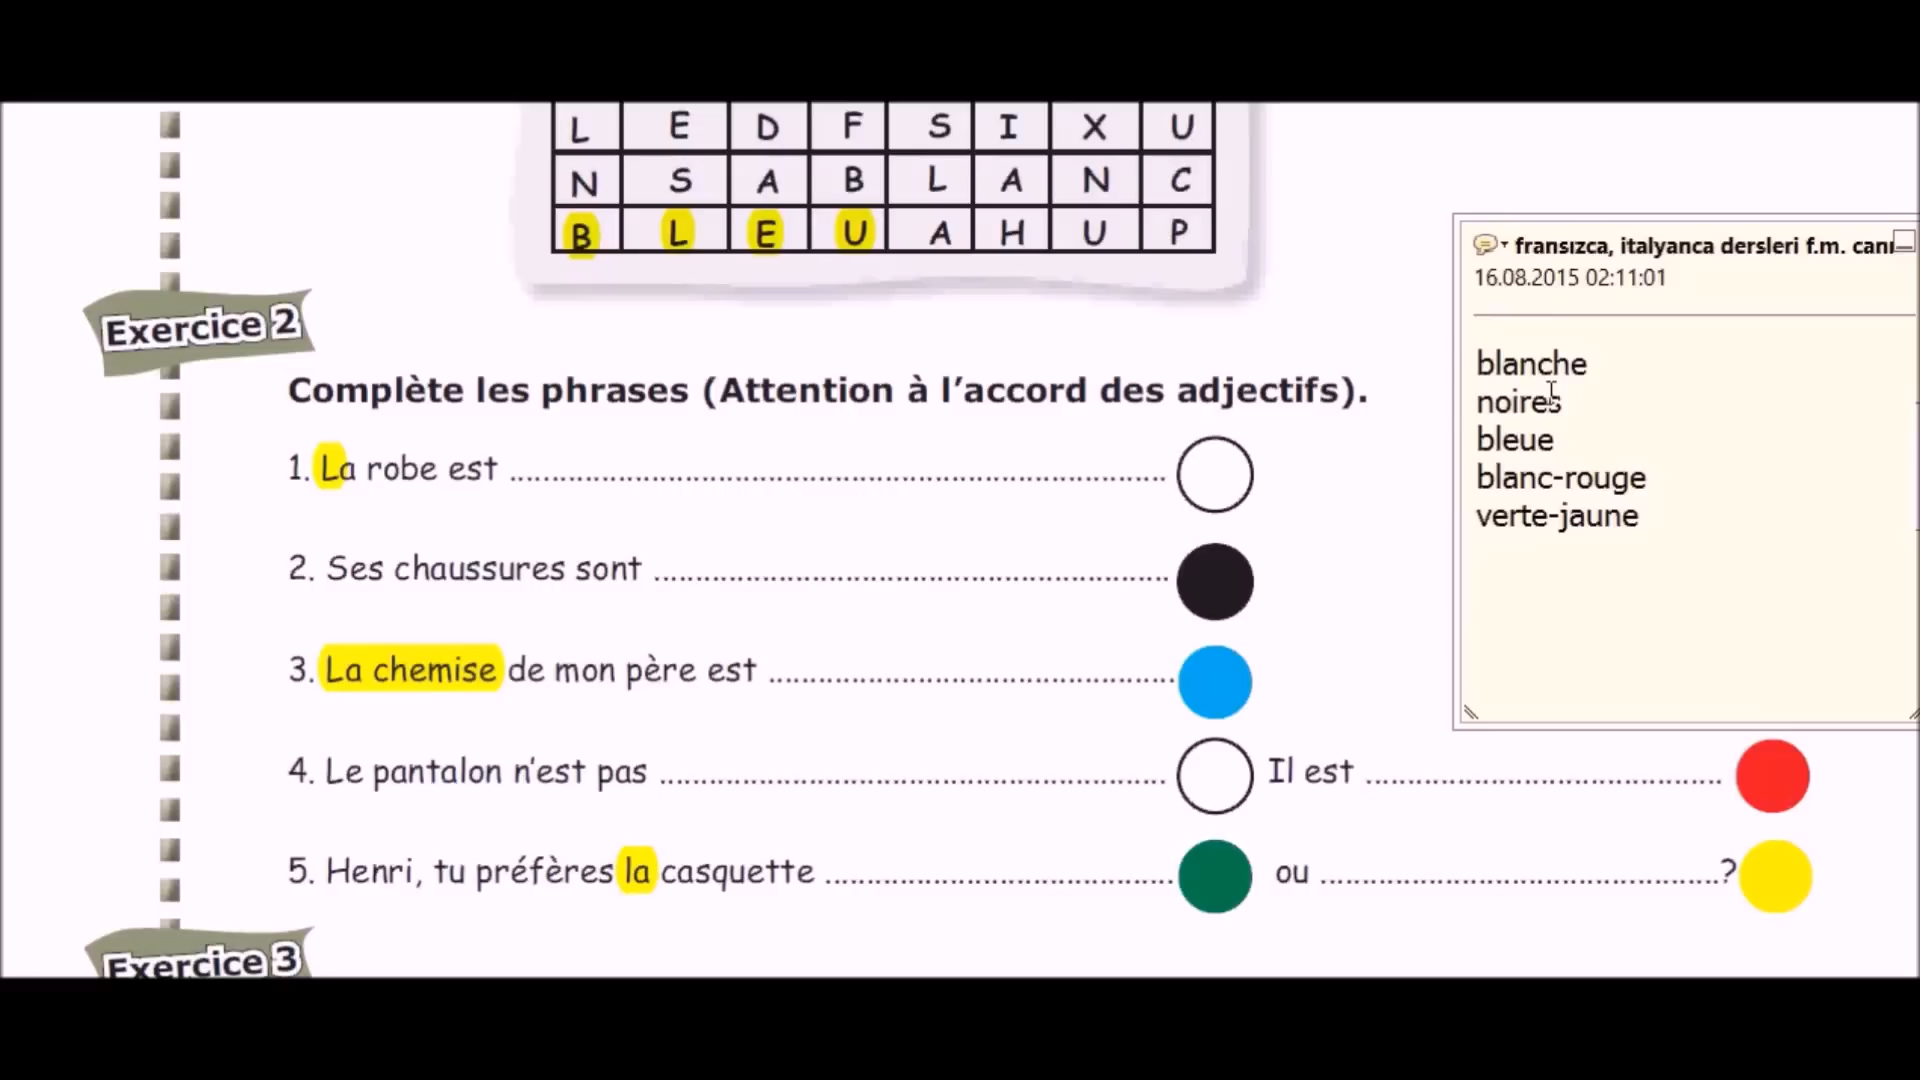 L E D F S I X U
N S A B L A N C
B L E U A H U P
Exercice 2
Complète les phrases (Attention à l'accord des adjectifs).
1. La robe est ......................................................................
2. Ses chaussures sont ..............................................................
3. La chemise de mon père est ..................................................
4. Le pantalon n'est pas .............................................................. Il est ...........................................
5. Henri, tu préfères la casquette ........................................... ou ................................................?
Exercice 3
fransızca, italyanca dersleri f.m.
16.08.2015 02:11:01
blanche
noires
bleue
blanc-rouge
verte-jaune